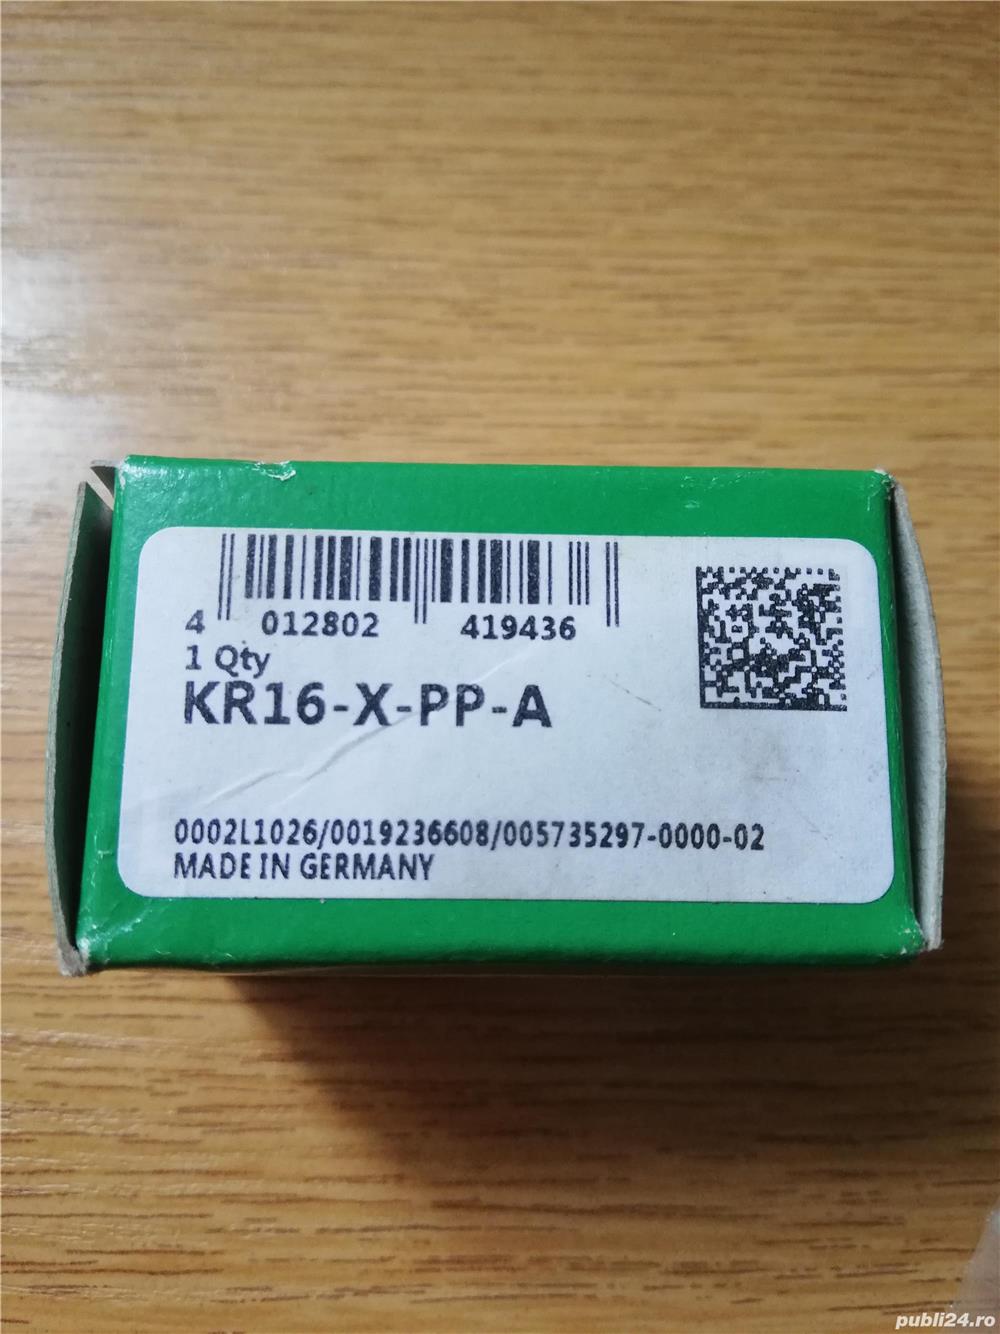 4 012802 419436
1 Qty
KR16-X-PP-A
0002L1026/0019236608/005735297-0000-02
MADE IN GERMANY
publi24.ro